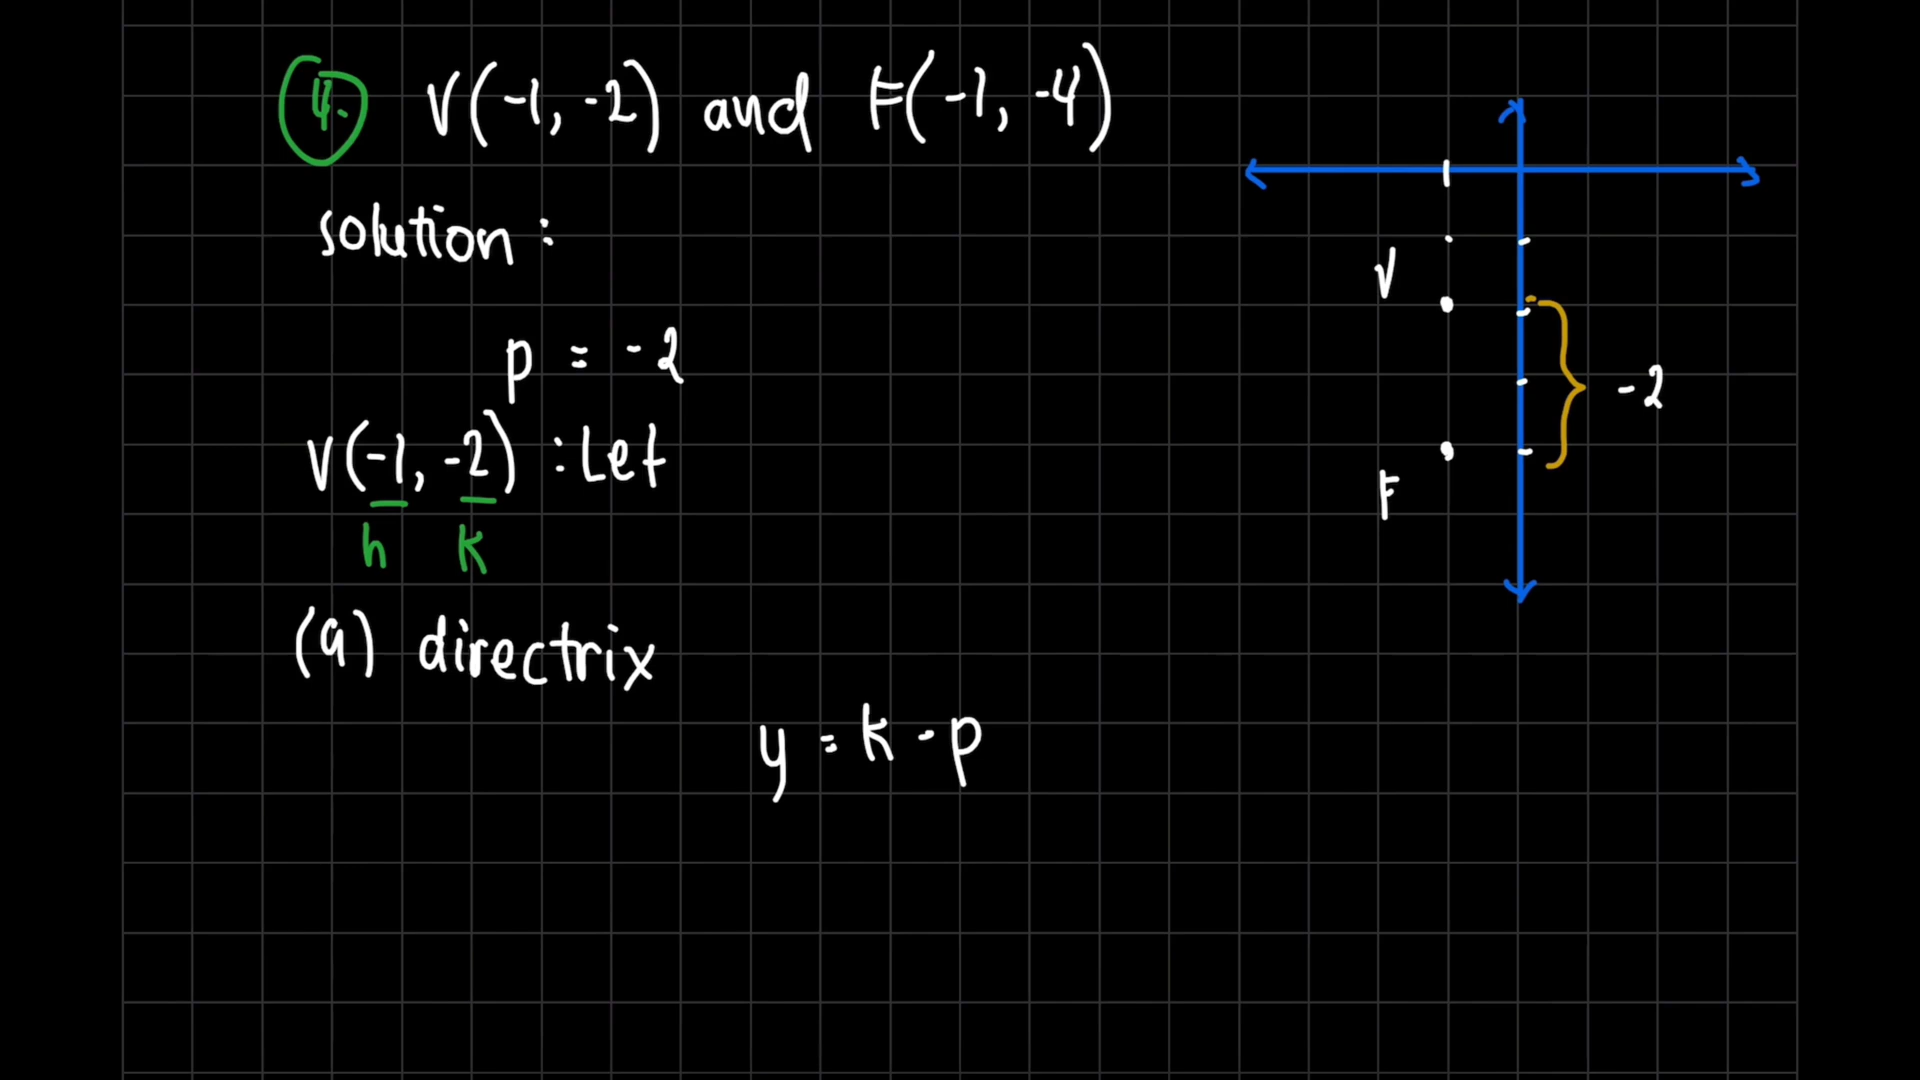 4. V(-1, -2) and F(-1, -4)
solution :
p = -2
V(-1, -2) : Let
h k
(a) directrix
y = k - p
V
-2
F